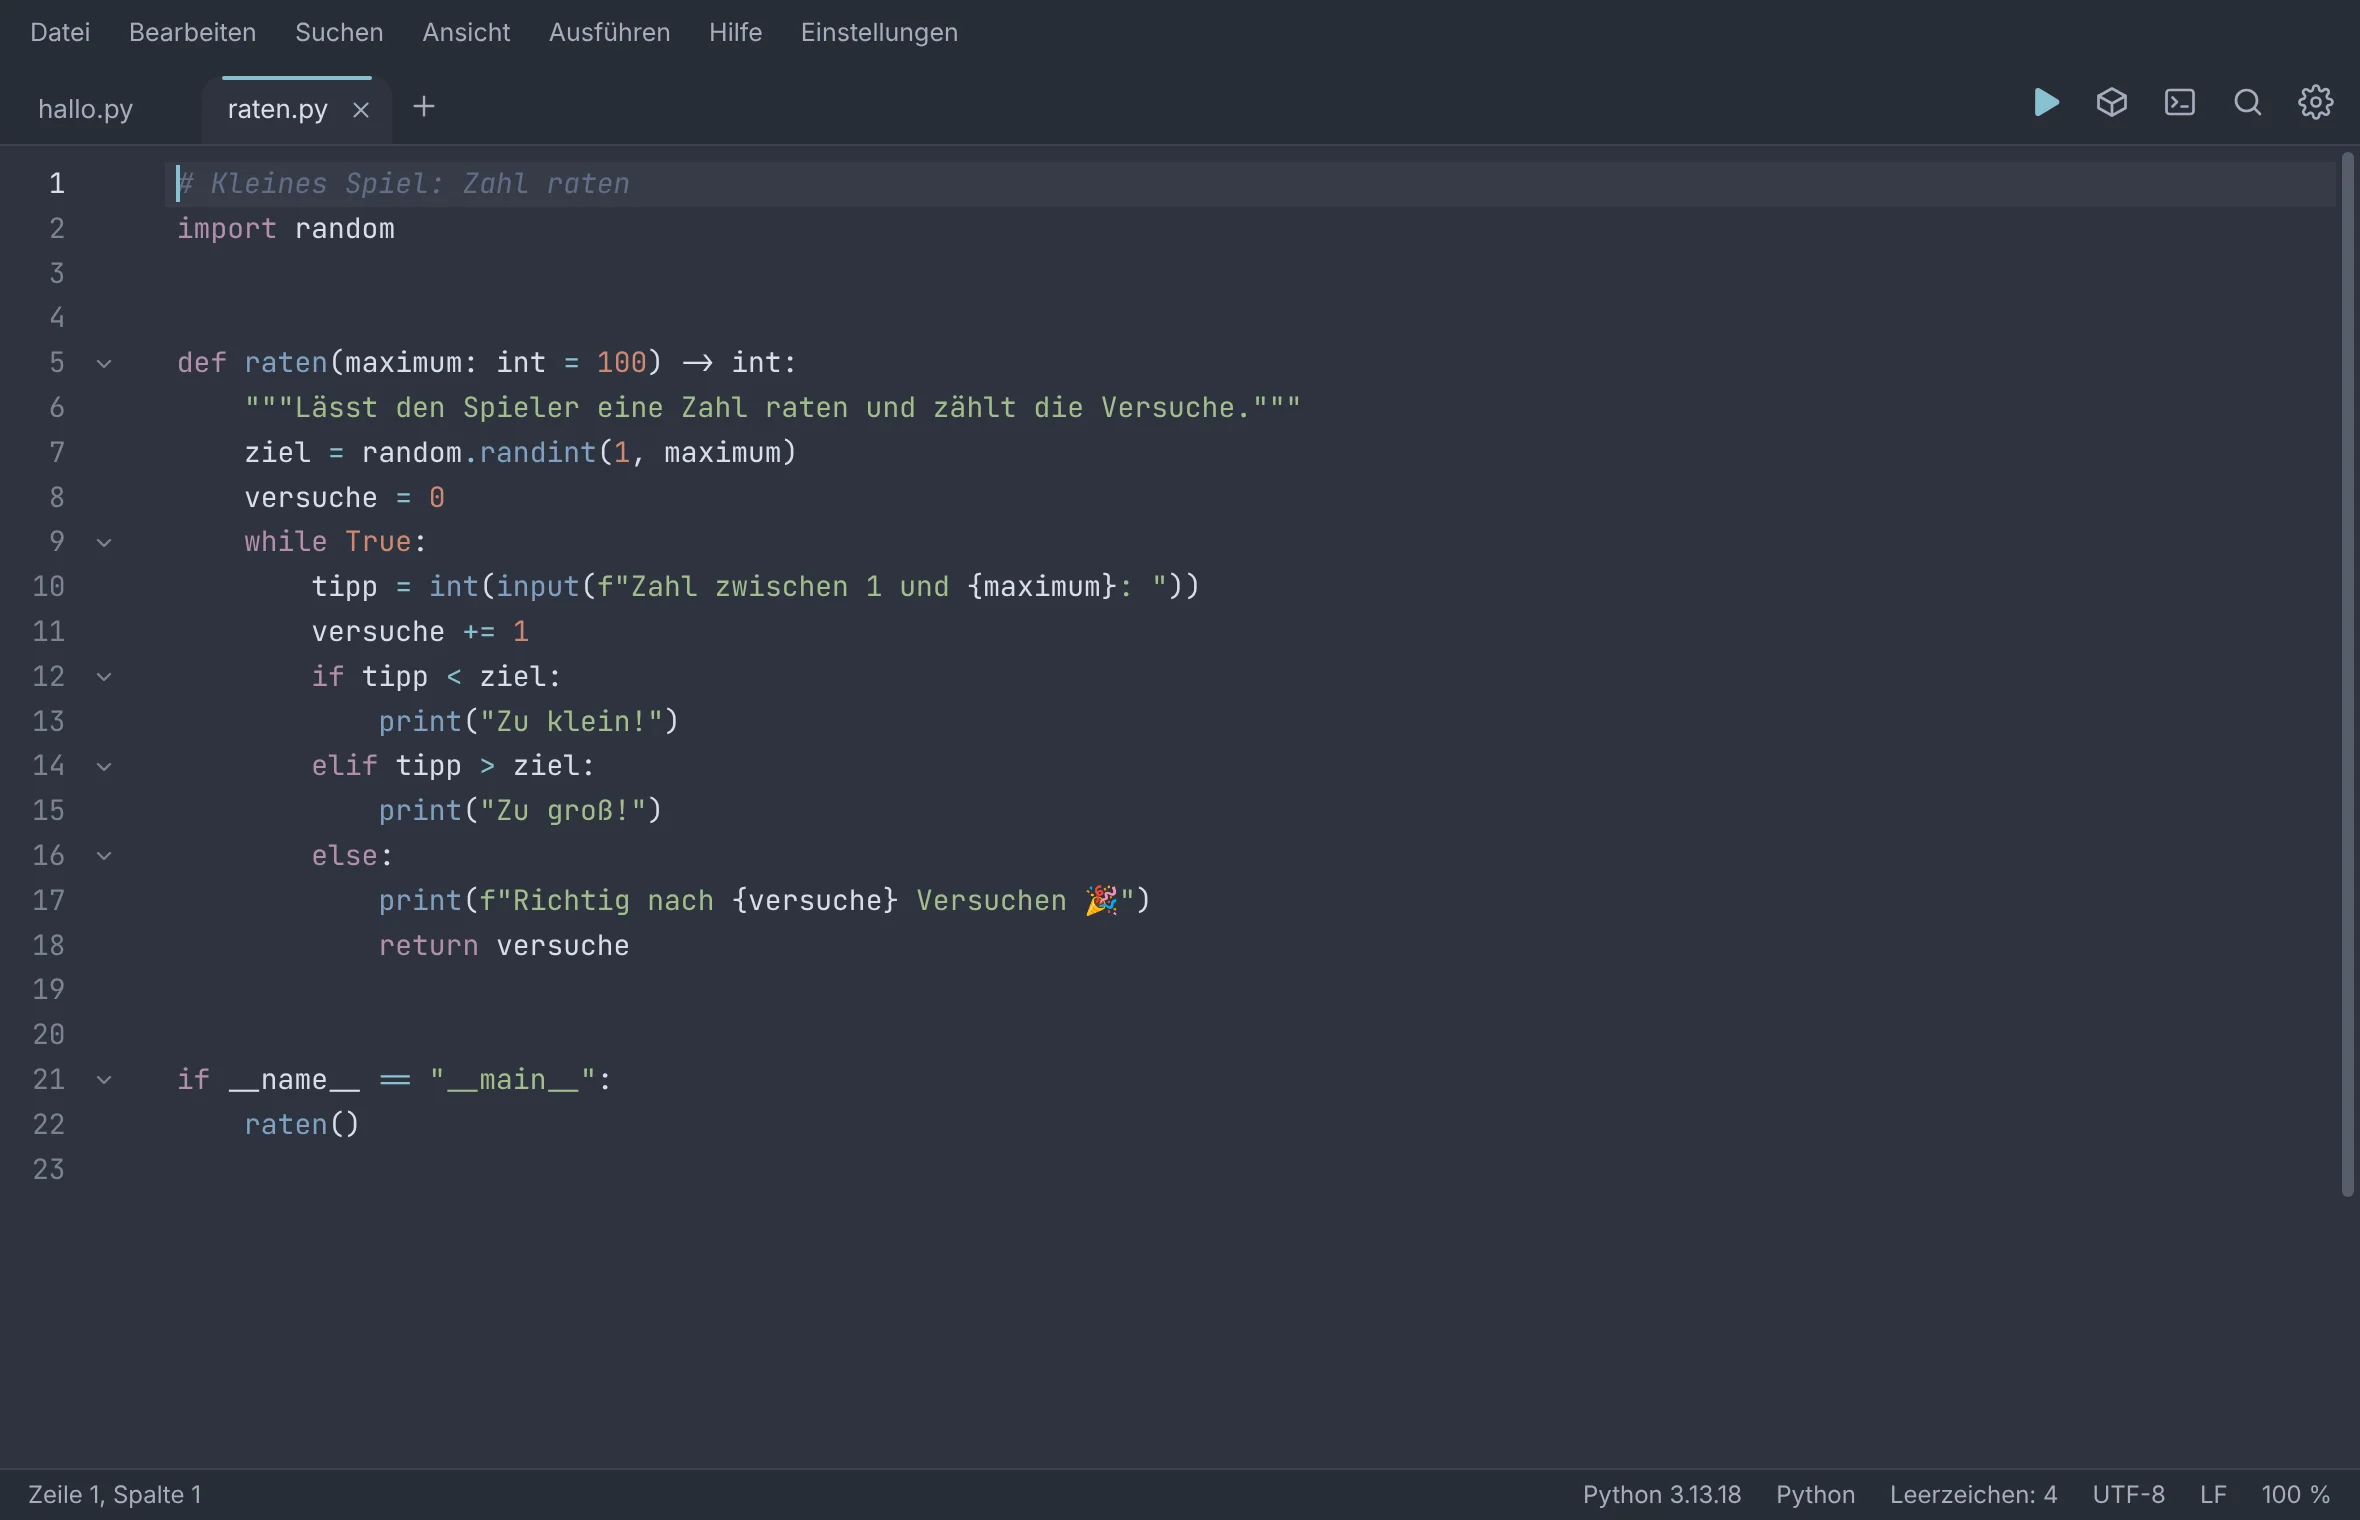 Datei Bearbeiten Suchen Ansicht Ausführen Hilfe Einstellungen
hallo.py raten.py
1 # Kleines Spiel: Zahl raten
2 import random
3
4
5 def raten(maximum: int = 100) -> int:
6     """Lässt den Spieler eine Zahl raten und zählt die Versuche."""
7     ziel = random.randint(1, maximum)
8     versuche = 0
9     while True:
10         tipp = int(input(f"Zahl zwischen 1 und {maximum}: "))
11         versuche += 1
12         if tipp < ziel:
13             print("Zu klein!")
14         elif tipp > ziel:
15             print("Zu groß!")
16         else:
17             print(f"Richtig nach {versuche} Versuchen 🎉")
18             return versuche
19
20
21 if __name__ == "__main__":
22     raten()
23
Zeile 1, Spalte 1 Python 3.13.18 Python Leerzeichen: 4 UTF-8 LF 100 %